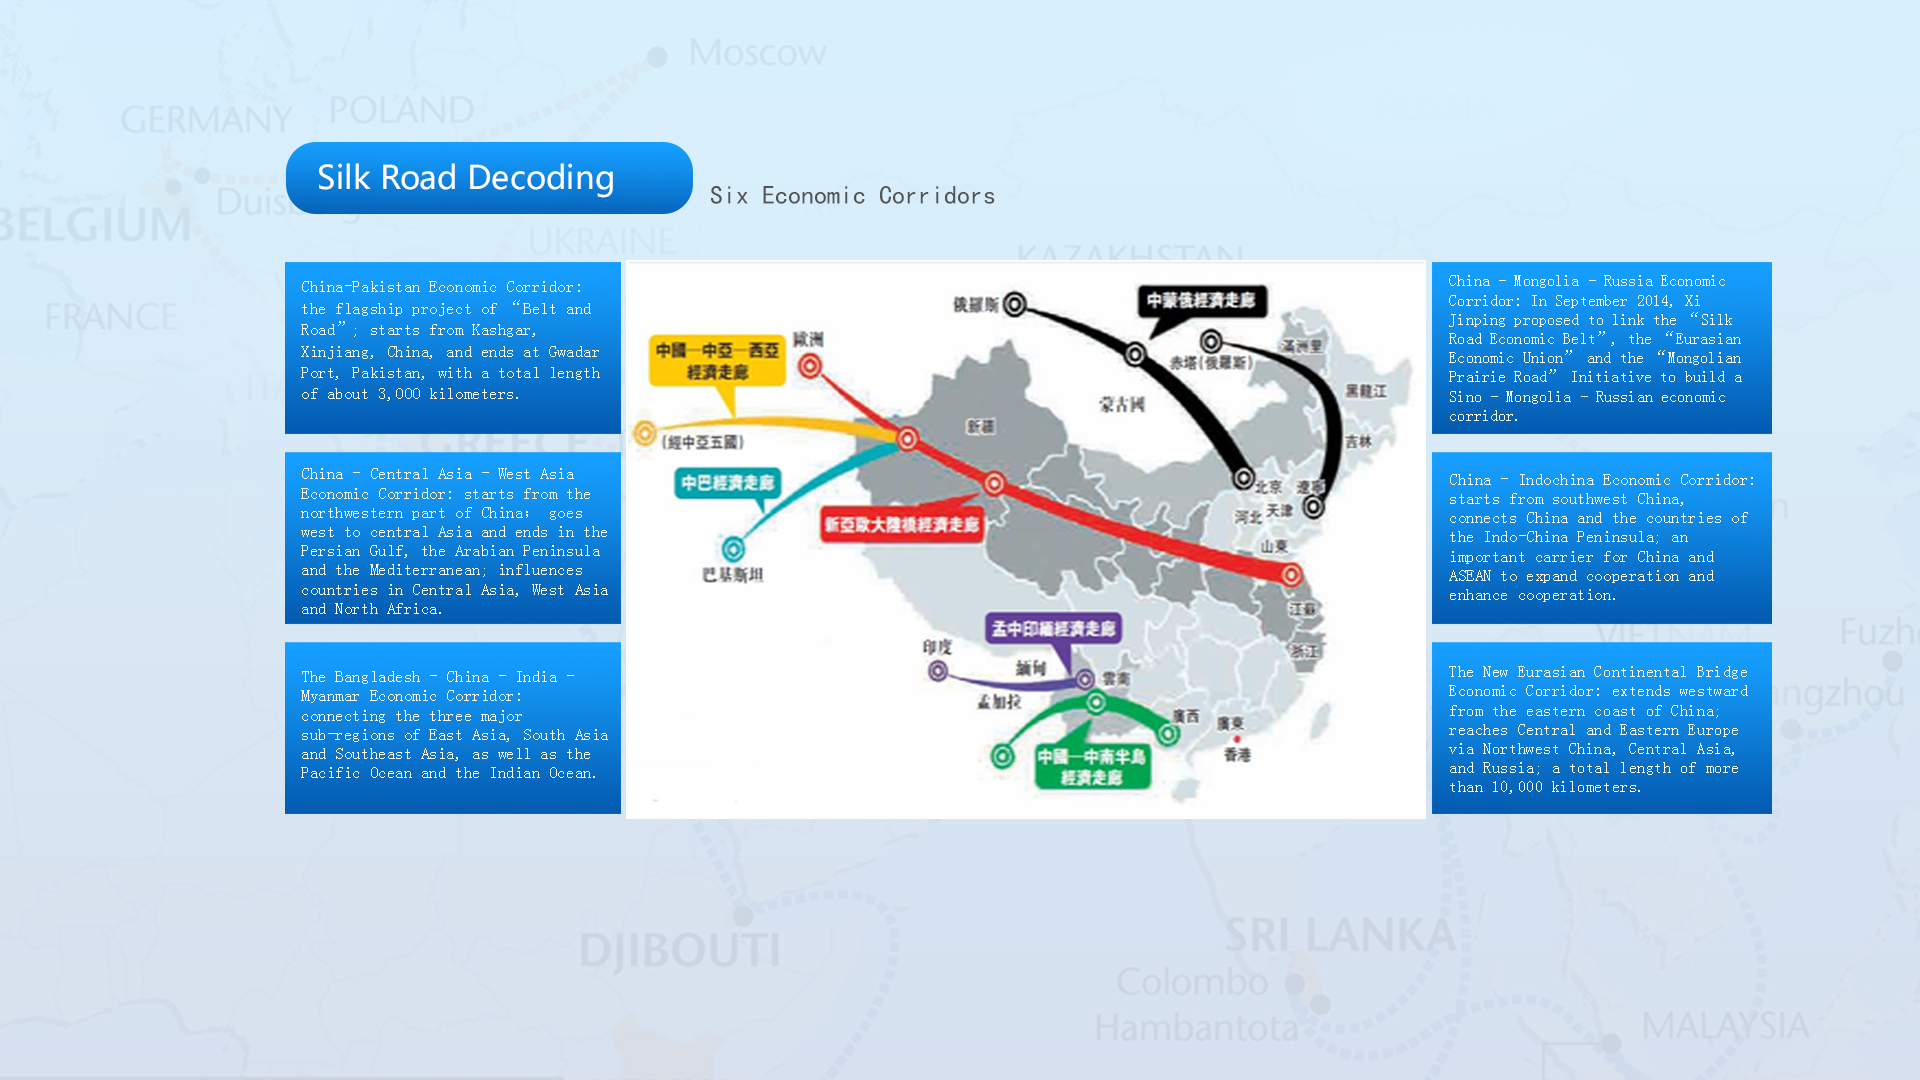 Moscow
GERMANY
POLAND
RUSSIA
Silk Road Decoding
Six Economic Corridors
BELGIUM
UKRAINE
KAZAKHSTAN
FRANCE
GREECE
China-Pakistan Economic Corridor:
the flagship project of “Belt and
Road”; starts from Kashgar,
Xinjiang, China, and ends at Gwadar
Port, Pakistan, with a total length
of about 3,000 kilometers.
China - Central Asia - West Asia
Economic Corridor: starts from the
northwestern part of China; goes
west to central Asia and ends in the
Persian Gulf, the Arabian Peninsula
and the Mediterranean; influences
countries in Central Asia, West Asia
and North Africa.
The Bangladesh - China - India -
Myanmar Economic Corridor:
connecting the three major
sub-regions of East Asia, South Asia
and Southeast Asia, as well as the
Pacific Ocean and the Indian Ocean.
俄羅斯
中蒙俄經濟走廊
歐洲
中國—中亞—西亞
經濟走廊
赤塔(俄羅斯)
滿洲里
黑龍江
蒙古國
新疆
(經中亞五國)
吉林
中巴經濟走廊
北京
遼寧
河北
天津
新亞歐大陸橋經濟走廊
山東
巴基斯坦
江蘇
孟中印緬經濟走廊
印度
緬甸
浙江
雲南
孟加拉
廣西
廣東
中國—中南半島
經濟走廊
香港
China - Mongolia - Russia Economic
Corridor: In September 2014, Xi
Jinping proposed to link the “Silk
Road Economic Belt”, the “Eurasian
Economic Union” and the “Mongolian
Prairie Road” Initiative to build a
Sino - Mongolia - Russian economic
corridor.
China - Indochina Economic Corridor:
starts from southwest China,
connects China and the countries of
the Indo-China Peninsula; an
important carrier for China and
ASEAN to expand cooperation and
enhance cooperation.
The New Eurasian Continental Bridge
Economic Corridor: extends westward
from the eastern coast of China;
reaches Central and Eastern Europe
via Northwest China, Central Asia,
and Russia; a total length of more
than 10,000 kilometers.
VIETNAM
Fuzho
angzhou
DJIBOUTI
SRI LANKA
Colombo
Hambantota
MALAYSIA